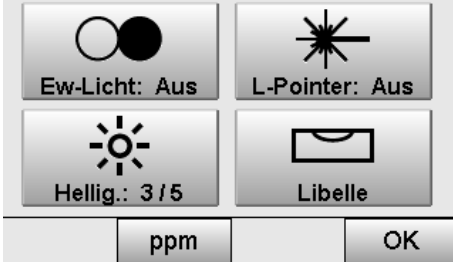 Ew-Licht: Aus
L-Pointer: Aus
Hellig.: 3/5
Libelle
ppm
OK